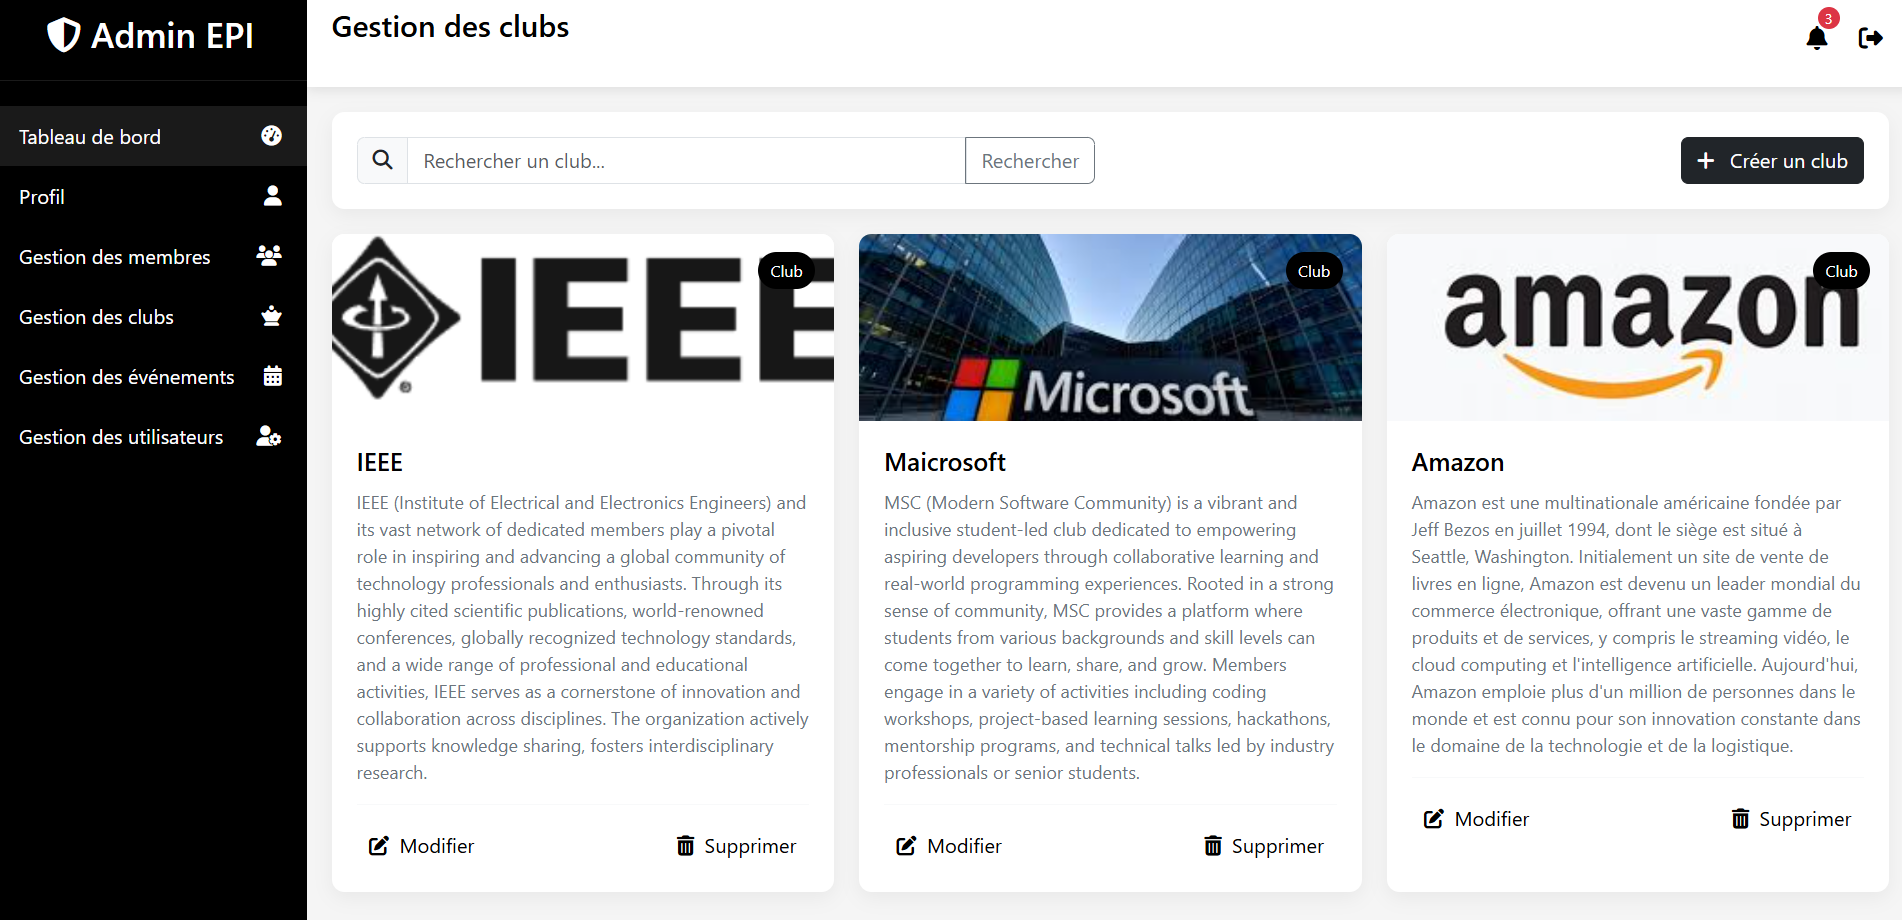 Admin EPI
Gestion des clubs
3
Tableau de bord
Profil
Gestion des membres
Gestion des clubs
Gestion des événements
Gestion des utilisateurs
Rechercher un club...
Rechercher
Créer un club
IEEE
Club
Microsoft
Club
amazon
Club
IEEE
IEEE (Institute of Electrical and Electronics Engineers) and
its vast network of dedicated members play a pivotal
role in inspiring and advancing a global community of
technology professionals and enthusiasts. Through its
highly cited scientific publications, world-renowned
conferences, globally recognized technology standards,
and a wide range of professional and educational
activities, IEEE serves as a cornerstone of innovation and
collaboration across disciplines. The organization actively
supports knowledge sharing, fosters interdisciplinary
research.
Modifier
Supprimer
Maicrosoft
MSC (Modern Software Community) is a vibrant and
inclusive student-led club dedicated to empowering
aspiring developers through collaborative learning and
real-world programming experiences. Rooted in a strong
sense of community, MSC provides a platform where
students from various backgrounds and skill levels can
come together to learn, share, and grow. Members
engage in a variety of activities including coding
workshops, project-based learning sessions, hackathons,
mentorship programs, and technical talks led by industry
professionals or senior students.
Modifier
Supprimer
Amazon
Amazon est une multinationale américaine fondée par
Jeff Bezos en juillet 1994, dont le siège est situé à
Seattle, Washington. Initialement un site de vente de
livres en ligne, Amazon est devenu un leader mondial du
commerce électronique, offrant une vaste gamme de
produits et de services, y compris le streaming vidéo, le
cloud computing et l'intelligence artificielle. Aujourd'hui,
Amazon emploie plus d'un million de personnes dans le
monde et est connu pour son innovation constante dans
le domaine de la technologie et de la logistique.
Modifier
Supprimer